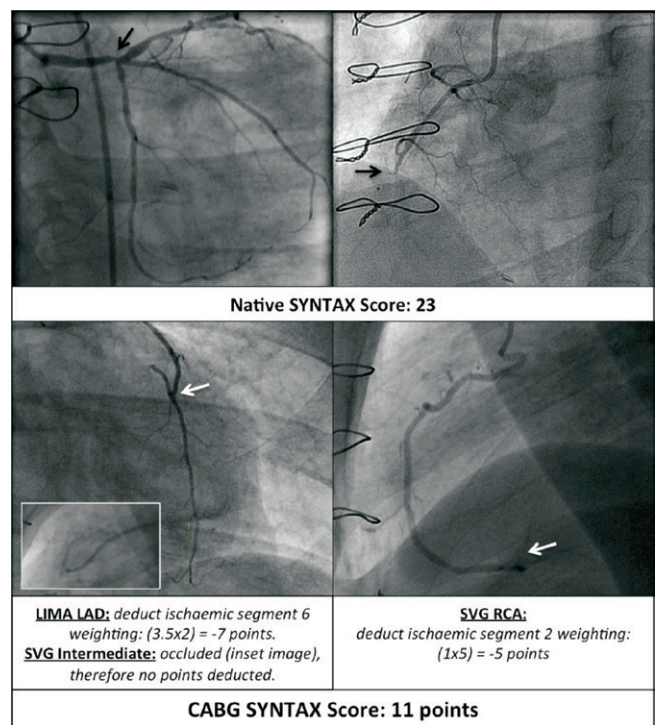 Native SYNTAX Score: 23
LIMA LAD: deduct ischaemic segment 6
weighting: (3.5x2) = -7 points.
SVG Intermediate: occluded (inset image),
therefore no points deducted.
SVG RCA:
deduct ischaemic segment 2 weighting:
(1x5) = -5 points
CABG SYNTAX Score: 11 points